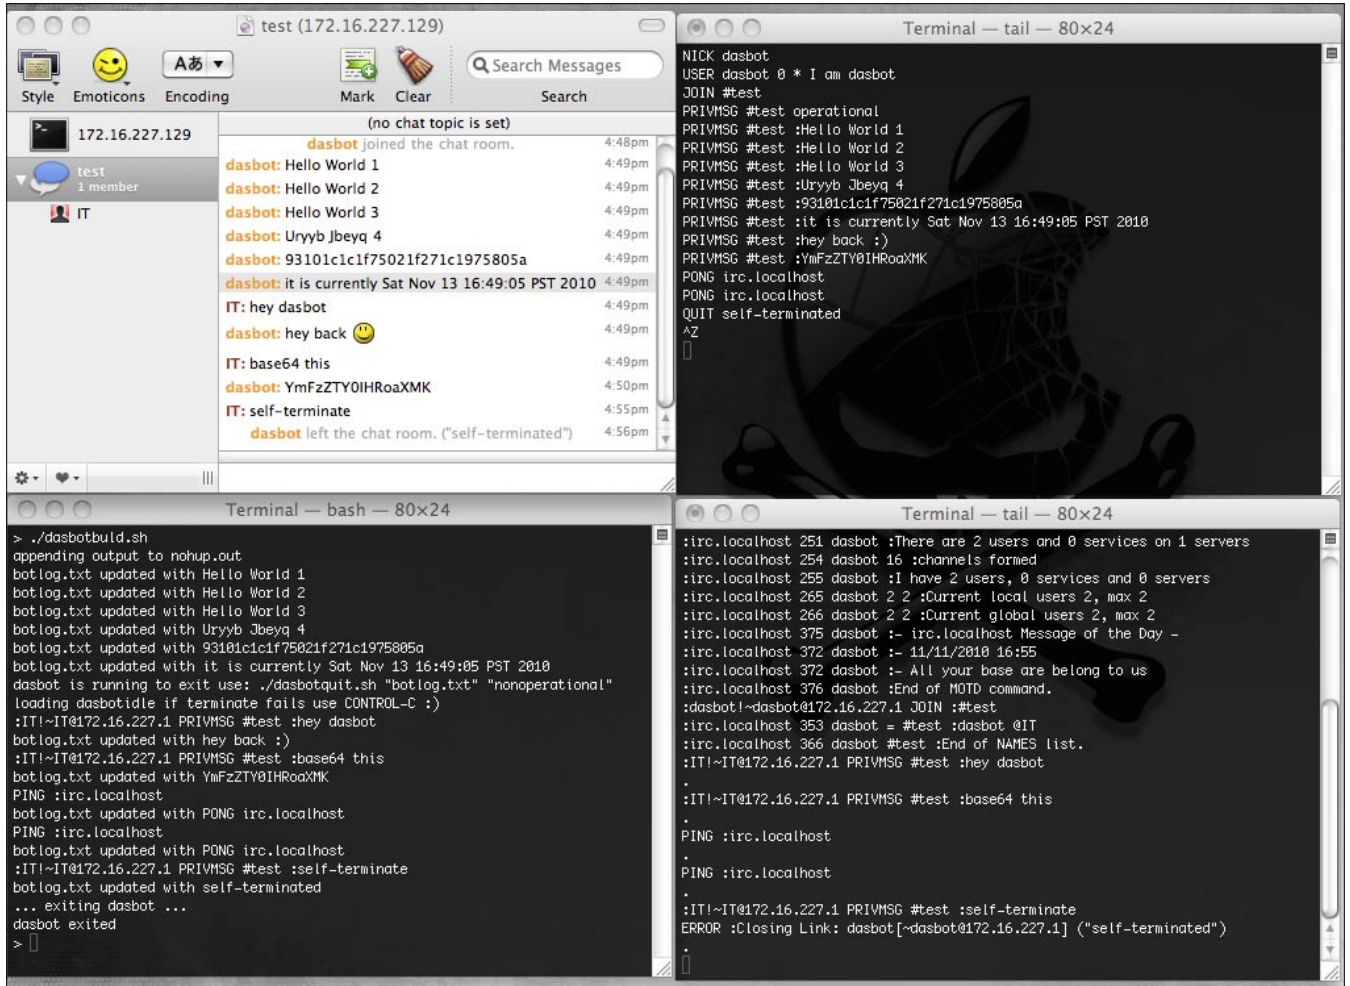 test (172.16.227.129)
Aあ
Style Emoticons Encoding Mark Clear Search
Search Messages
172.16.227.129
test
1 member
IT
(no chat topic is set)
dasbot joined the chat room. 4:48pm
dasbot: Hello World 1 4:49pm
dasbot: Hello World 2 4:49pm
dasbot: Hello World 3 4:49pm
dasbot: Uryyb Jbeyq 4 4:49pm
dasbot: 93101c1c1f75021f271c1975805a 4:49pm
dasbot: it is currently Sat Nov 13 16:49:05 PST 2010 4:49pm
IT: hey dasbot 4:49pm
dasbot: hey back 4:49pm
IT: base64 this 4:49pm
dasbot: YmFzZTY0IHRoaXMK 4:50pm
IT: self-terminate 4:55pm
dasbot left the chat room. ("self-terminated") 4:56pm
Terminal — tail — 80×24
NICK dasbot
USER dasbot 0 * I am dasbot
JOIN #test
PRIVMSG #test operational
PRIVMSG #test :Hello World 1
PRIVMSG #test :Hello World 2
PRIVMSG #test :Hello World 3
PRIVMSG #test :Uryyb Jbeyq 4
PRIVMSG #test :93101c1c1f75021f271c1975805a
PRIVMSG #test :it is currently Sat Nov 13 16:49:05 PST 2010
PRIVMSG #test :hey back :)
PRIVMSG #test :YmFzZTY0IHRoaXMK
PONG irc.localhost
PONG irc.localhost
QUIT self-terminated
^Z
Terminal — bash — 80×24
> ./dasbotbuld.sh
appending output to nohup.out
botlog.txt updated with Hello World 1
botlog.txt updated with Hello World 2
botlog.txt updated with Hello World 3
botlog.txt updated with Uryyb Jbeyq 4
botlog.txt updated with 93101c1c1f75021f271c1975805a
botlog.txt updated with it is currently Sat Nov 13 16:49:05 PST 2010
dasbot is running to exit use: ./dasbotquit.sh "botlog.txt" "nonoperational"
loading dasbotidle if terminate fails use CONTROL-C :)
:IT!~IT@172.16.227.1 PRIVMSG #test :hey dasbot
botlog.txt updated with hey back :)
:IT!~IT@172.16.227.1 PRIVMSG #test :base64 this
botlog.txt updated with YmFzZTY0IHRoaXMK
PING :irc.localhost
botlog.txt updated with PONG irc.localhost
PING :irc.localhost
botlog.txt updated with PONG irc.localhost
:IT!~IT@172.16.227.1 PRIVMSG #test :self-terminate
botlog.txt updated with self-terminated
... exiting dasbot ...
dasbot exited
>
Terminal — tail — 80×24
:irc.localhost 251 dasbot :There are 2 users and 0 services on 1 servers
:irc.localhost 254 dasbot 16 :channels formed
:irc.localhost 255 dasbot :I have 2 users, 0 services and 0 servers
:irc.localhost 265 dasbot 2 2 :Current local users 2, max 2
:irc.localhost 266 dasbot 2 2 :Current global users 2, max 2
:irc.localhost 375 dasbot :- irc.localhost Message of the Day -
:irc.localhost 372 dasbot :- 11/11/2010 16:55
:irc.localhost 372 dasbot :- All your base are belong to us
:irc.localhost 376 dasbot :End of MOTD command.
:dasbot!~dasbot@172.16.227.1 JOIN :#test
:irc.localhost 353 dasbot = #test :dasbot @IT
:irc.localhost 366 dasbot #test :End of NAMES list.
:IT!~IT@172.16.227.1 PRIVMSG #test :hey dasbot
.
:IT!~IT@172.16.227.1 PRIVMSG #test :base64 this
.
PING :irc.localhost
.
PING :irc.localhost
.
:IT!~IT@172.16.227.1 PRIVMSG #test :self-terminate
ERROR :Closing Link: dasbot[~dasbot@172.16.227.1] ("self-terminated")
.